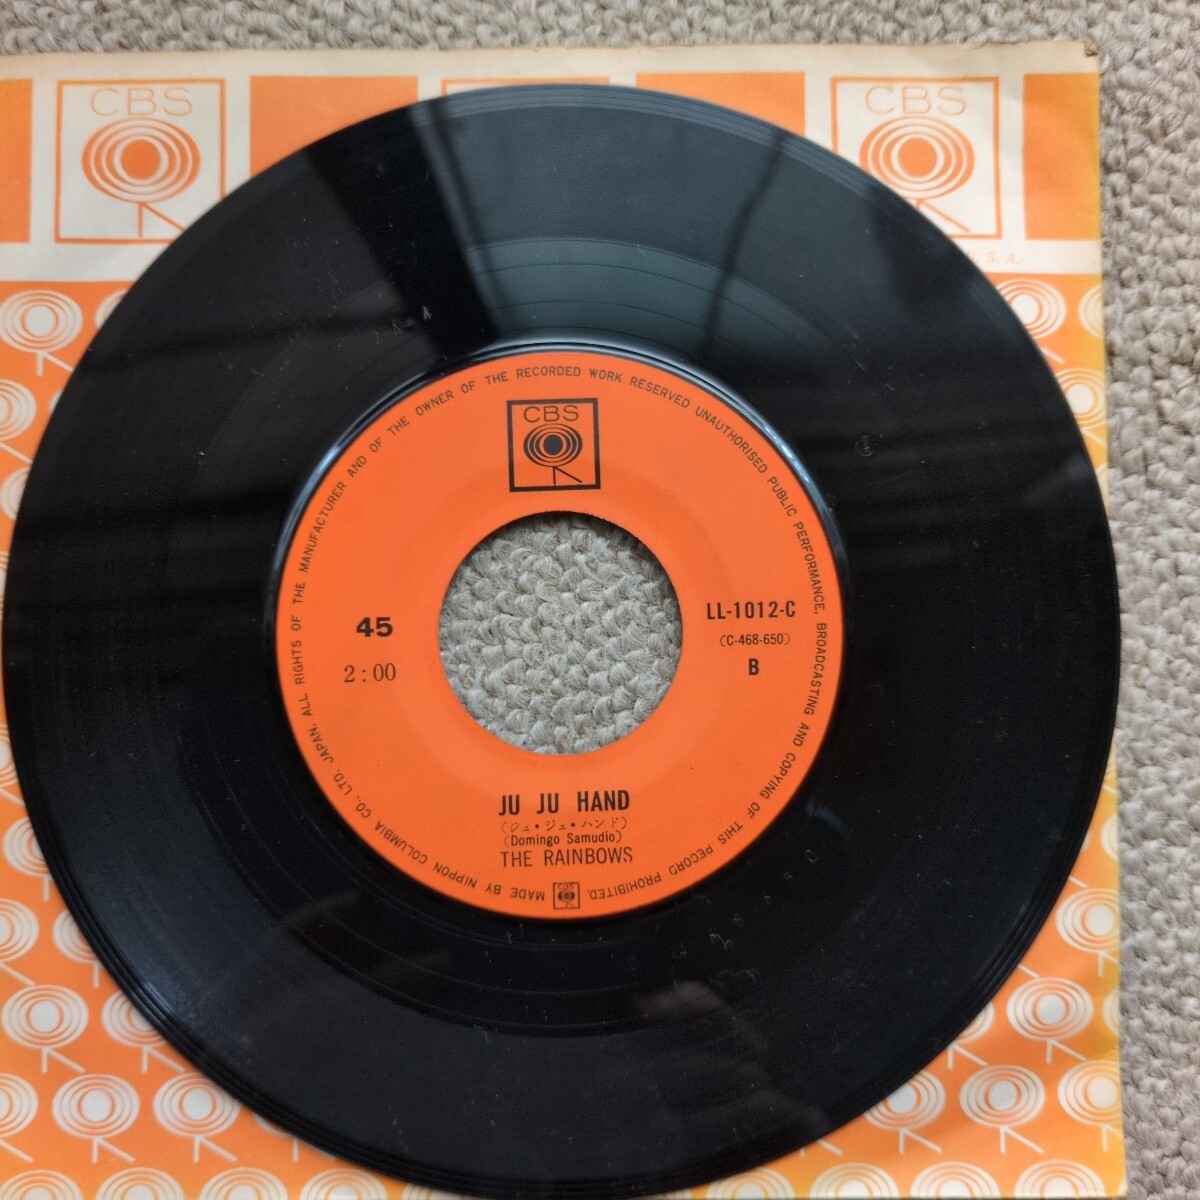 CBS
CBS
U. S. A.
ALL RIGHTS OF THE MANUFACTURER AND OF THE OWNER OF THE RECORDED WORK RESERVED UNAUTHORISED PUBLIC PERFORMANCE, BROADCASTING AND COPYING OF THIS RECORD PROHIBITED.
CBS
45
2:00
LL-1012-C
(C-468-650)
B
JU JU HAND
(ジュ・ジュ・ハンド)
(Domingo Samudio)
THE RAINBOWS
CBS
MADE BY NIPPON COLUMBIA CO., LTD. JAPAN.